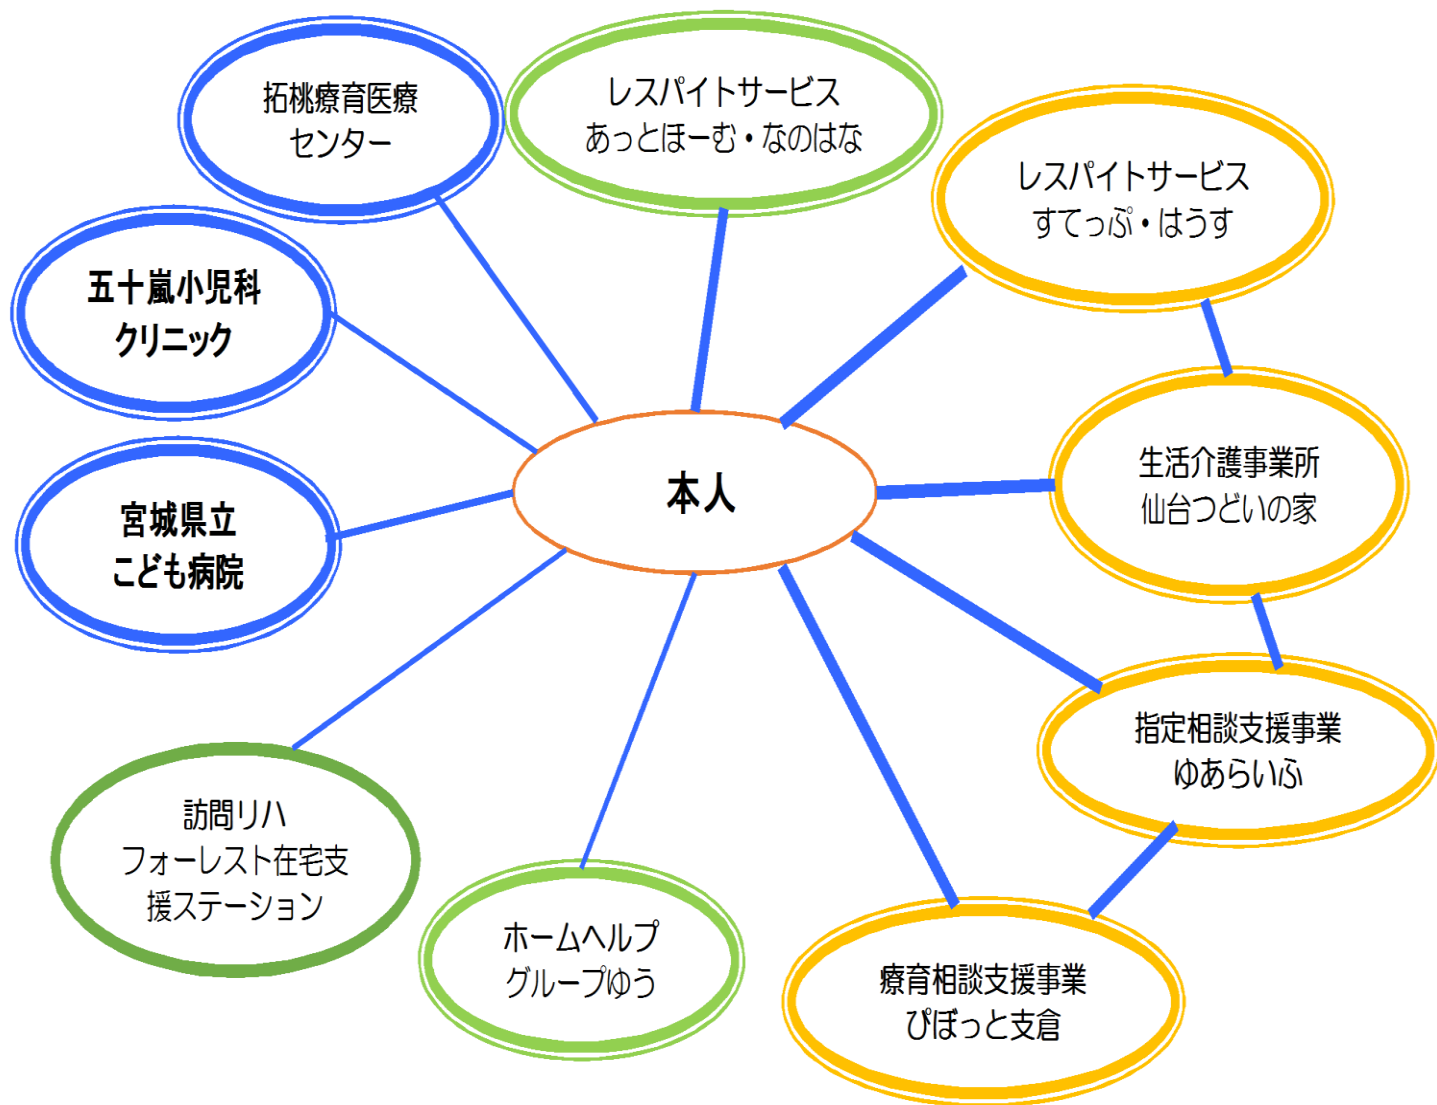 拓桃療育医療
センター
レスパイトサービス
あっとほーむ・なのはな
レスパイトサービス
すてっぷ・はうす
五十嵐小児科
クリニック
生活介護事業所
仙台つどいの家
本人
宮城県立
こども病院
指定相談支援事業
ゆあらいふ
訪問リハ
フォーレスト在宅支
援ステーション
ホームヘルプ
グループゆう
療育相談支援事業
ぴぼっと支倉